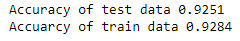 Accuracy of test data 0.9251
Accuarcy of train data 0.9284